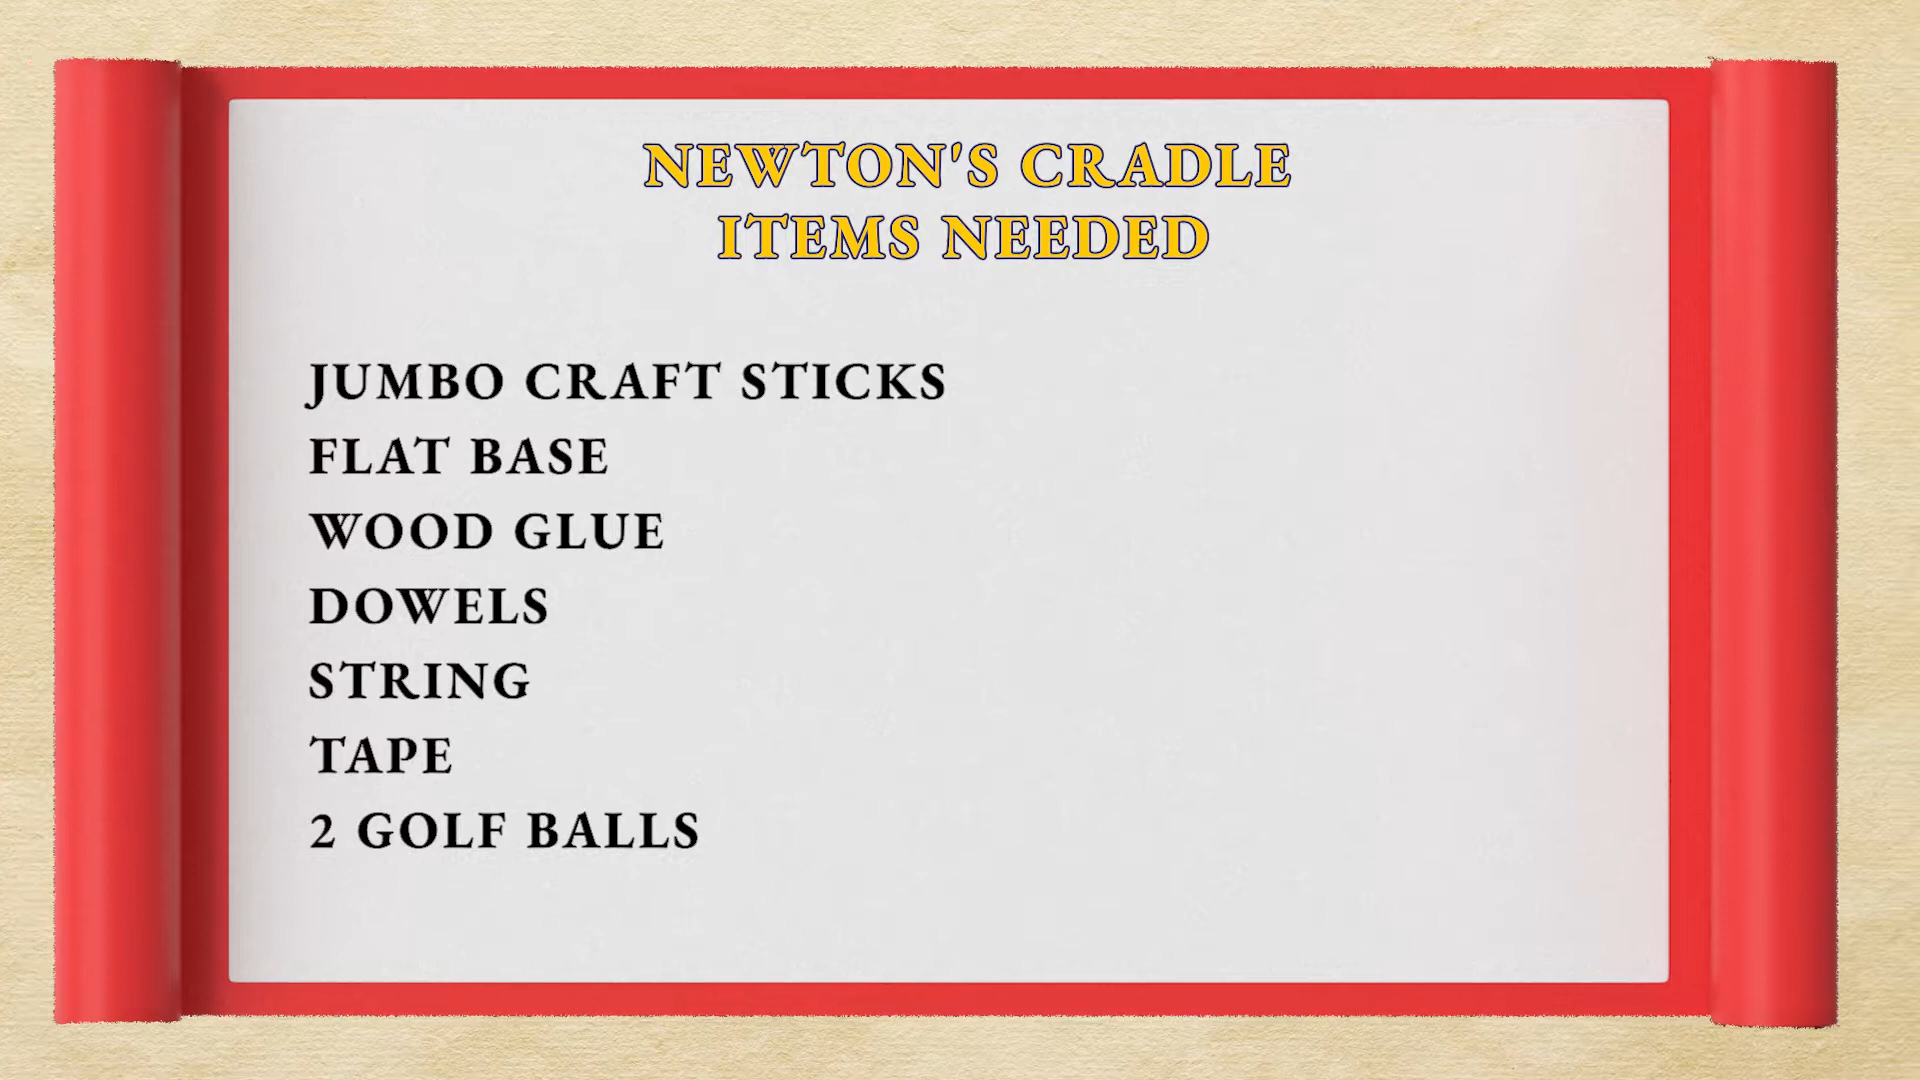 NEWTON'S CRADLE
ITEMS NEEDED
JUMBO CRAFT STICKS
FLAT BASE
WOOD GLUE
DOWELS
STRING
TAPE
2 GOLF BALLS